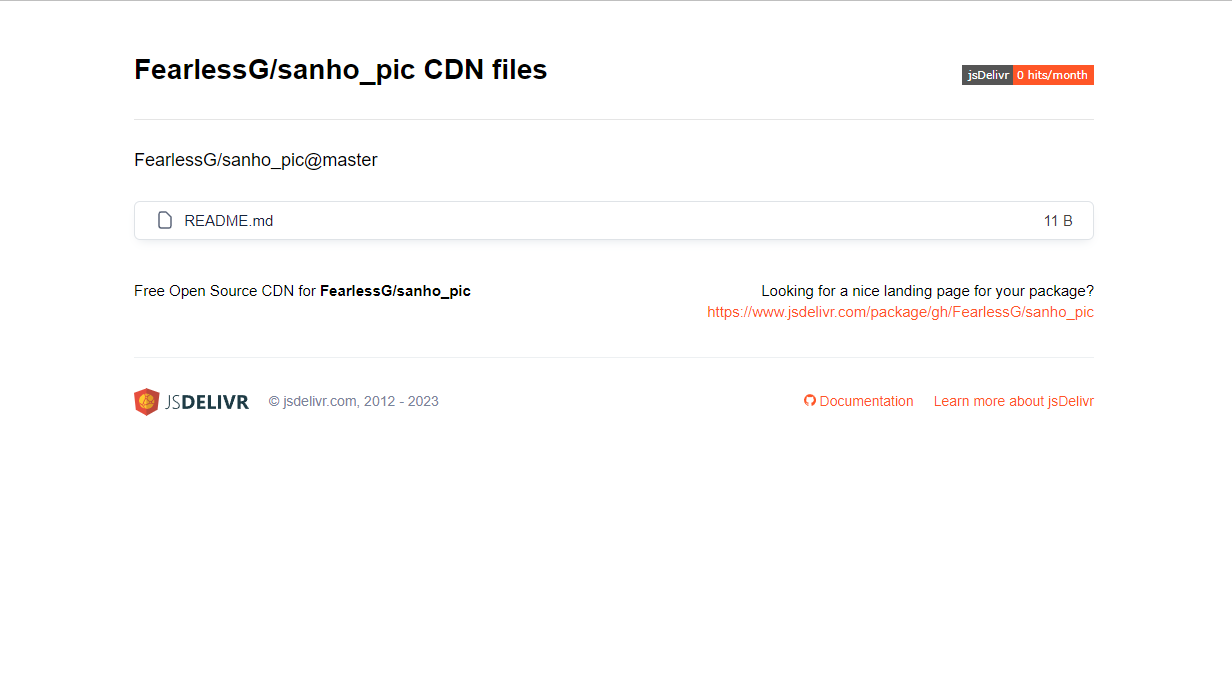 FearlessG/sanho_pic CDN files
jsDelivr 0 hits/month
FearlessG/sanho_pic@master
README.md 11 B
Free Open Source CDN for FearlessG/sanho_pic
Looking for a nice landing page for your package?
https://www.jsdelivr.com/package/gh/FearlessG/sanho_pic
JSDELIVR © jsdelivr.com, 2012 - 2023 Documentation Learn more about jsDelivr